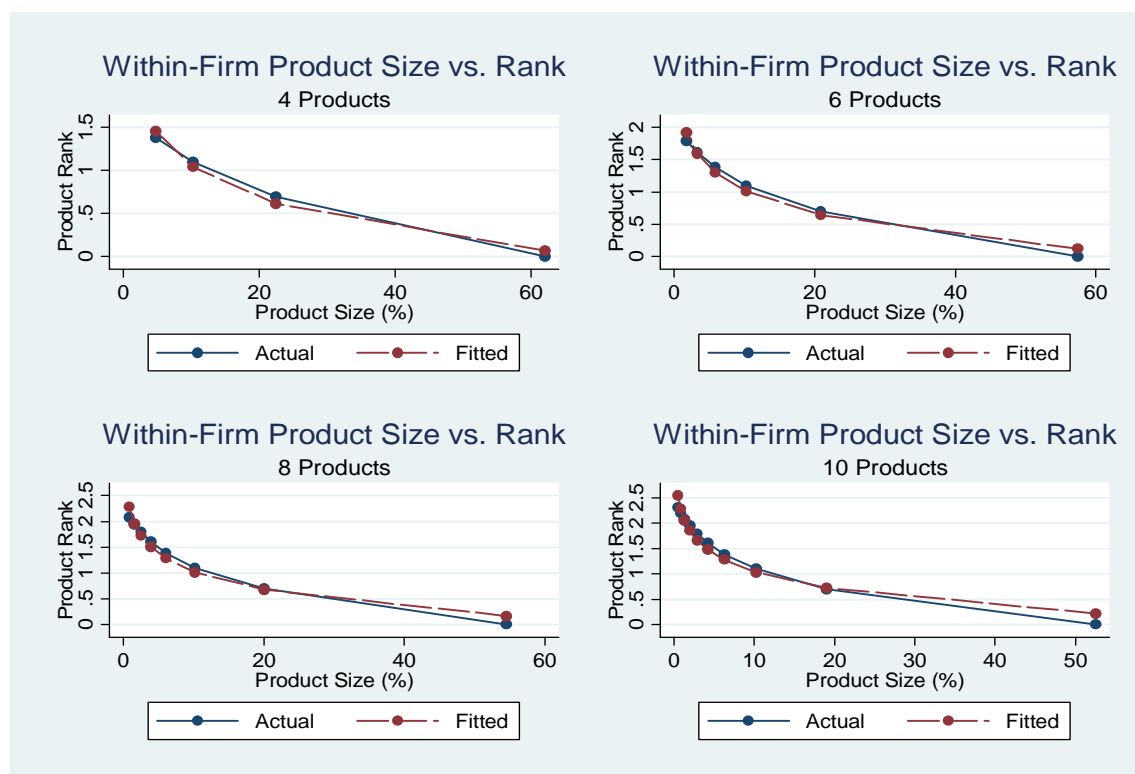 Within-Firm Product Size vs. Rank
4 Products
Product Rank
1.5
1
.5
0
0 20 40 60
Product Size (%)
Actual Fitted
Within-Firm Product Size vs. Rank
6 Products
Product Rank
2
1.5
1
.5
0
0 20 40 60
Product Size (%)
Actual Fitted
Within-Firm Product Size vs. Rank
8 Products
Product Rank
2.5
2
1.5
1
.5
0
0 20 40 60
Product Size (%)
Actual Fitted
Within-Firm Product Size vs. Rank
10 Products
Product Rank
2.5
2
1.5
1
.5
0
0 10 20 30 40 50
Product Size (%)
Actual Fitted